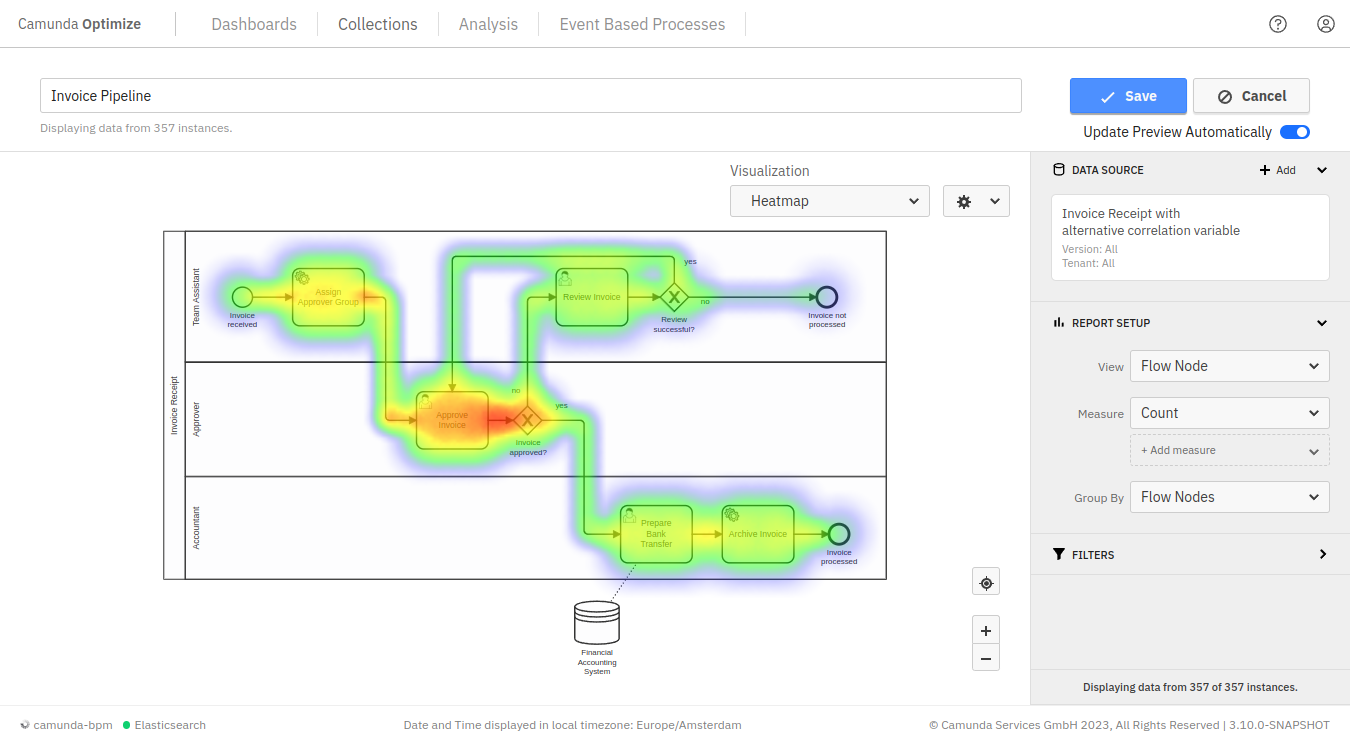 Camunda Optimize
Dashboards
Collections
Analysis
Event Based Processes
Invoice Pipeline
Save
Cancel
Displaying data from 357 instances.
Update Preview Automatically
Visualization
Heatmap
DATA SOURCE
+ Add
Invoice Receipt with
alternative correlation variable
Version: All
Tenant: All
REPORT SETUP
View
Flow Node
Measure
Count
+ Add measure
Group By
Flow Nodes
FILTERS
Displaying data from 357 of 357 instances.
Invoice Receipt
Team Assistant
Invoice
received
Assign
Approver Group
Review Invoice
yes
Review
successful?
no
Invoice not
processed
Approver
Approve
Invoice
no
yes
Invoice
approved?
Accountant
Prepare
Bank
Transfer
Archive Invoice
Invoice
processed
Financial
Accounting
System
camunda-bpm
Elasticsearch
Date and Time displayed in local timezone: Europe/Amsterdam
© Camunda Services GmbH 2023, All Rights Reserved | 3.10.0-SNAPSHOT